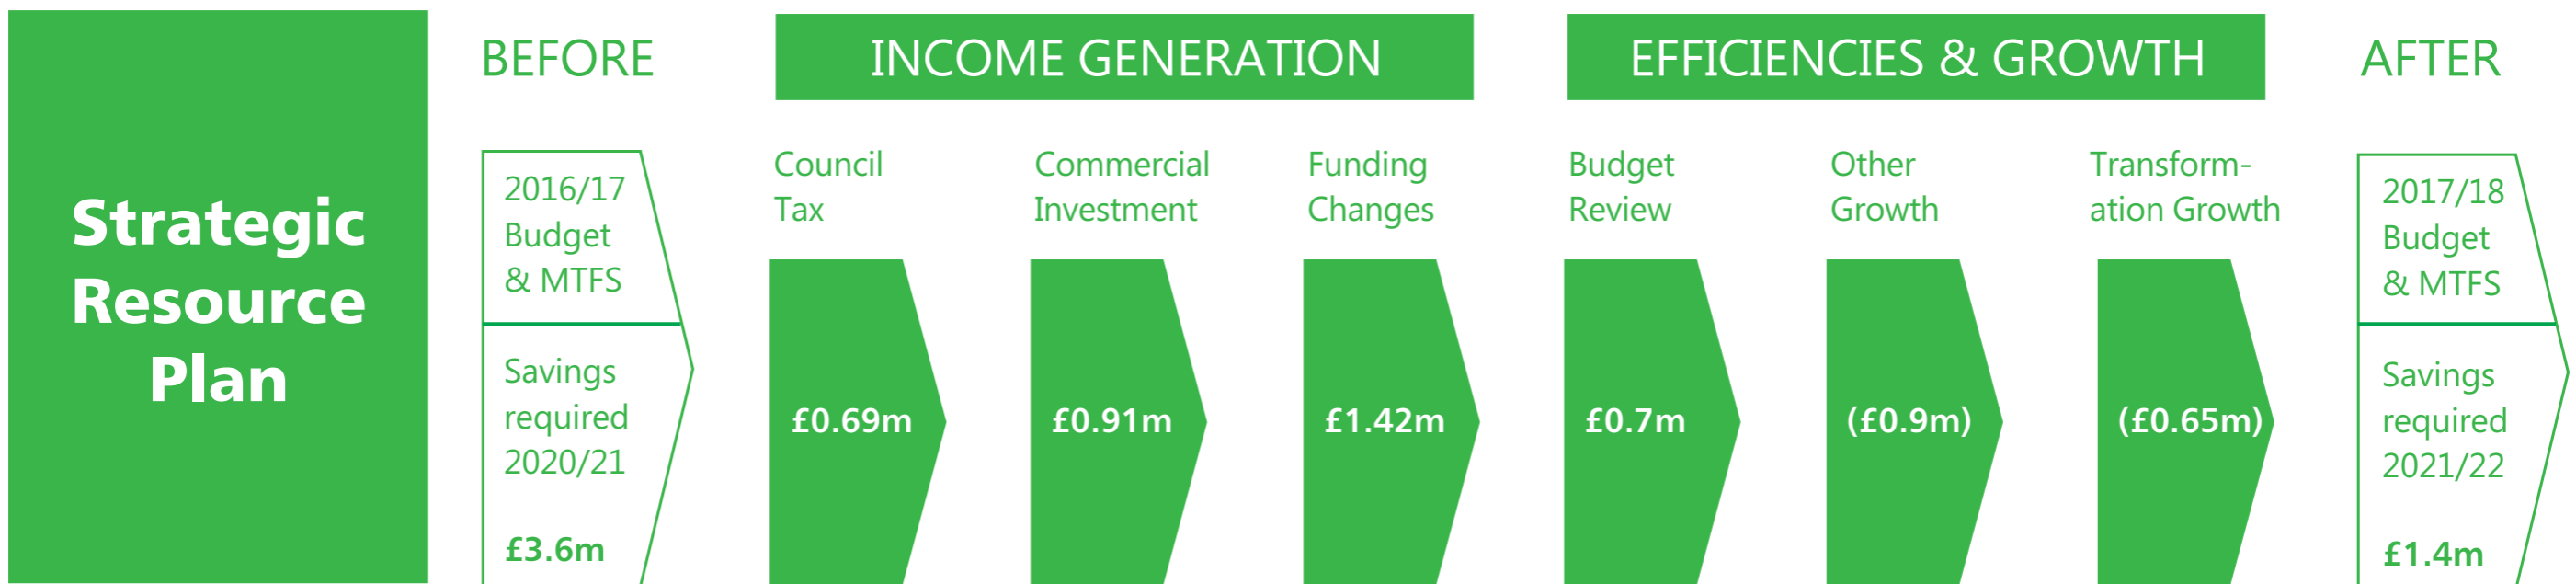 Strategic
Resource
Plan
BEFORE
2016/17
Budget
& MTFS
Savings
required
2020/21
£3.6m
INCOME GENERATION
Council
Tax
£0.69m
Commercial
Investment
£0.91m
Funding
Changes
£1.42m
EFFICIENCIES & GROWTH
Budget
Review
£0.7m
Other
Growth
(£0.9m)
Transform-
ation Growth
(£0.65m)
AFTER
2017/18
Budget
& MTFS
Savings
required
2021/22
£1.4m